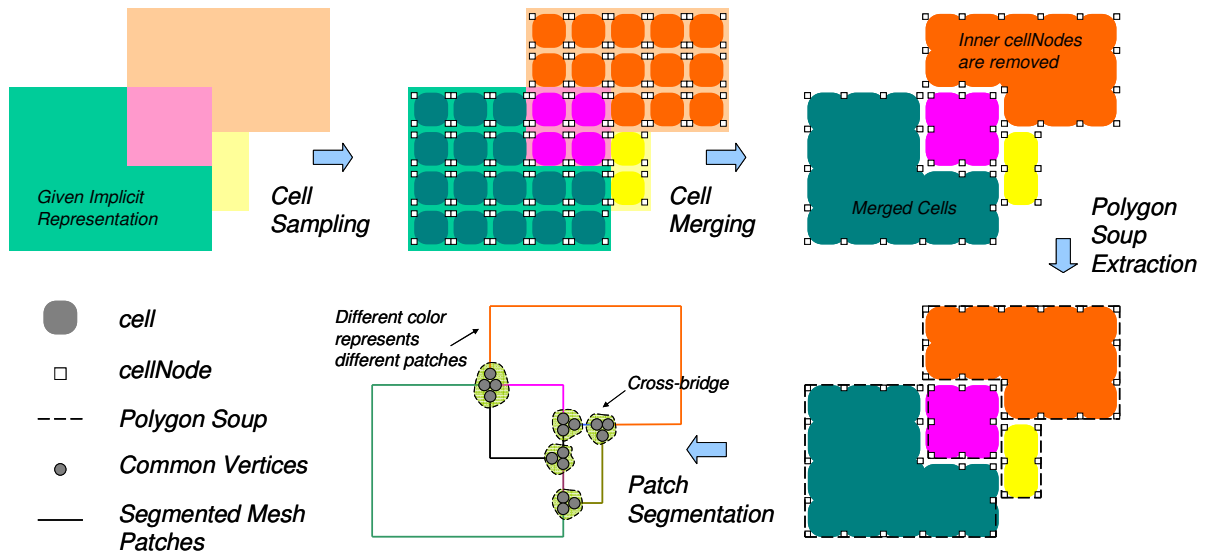 Given Implicit
Representation
Cell
Sampling
Cell
Merging
Inner cellNodes
are removed
Merged Cells
Polygon
Soup
Extraction
cell
cellNode
Polygon Soup
Common Vertices
Segmented Mesh
Patches
Different color
represents
different patches
Cross-bridge
Patch
Segmentation